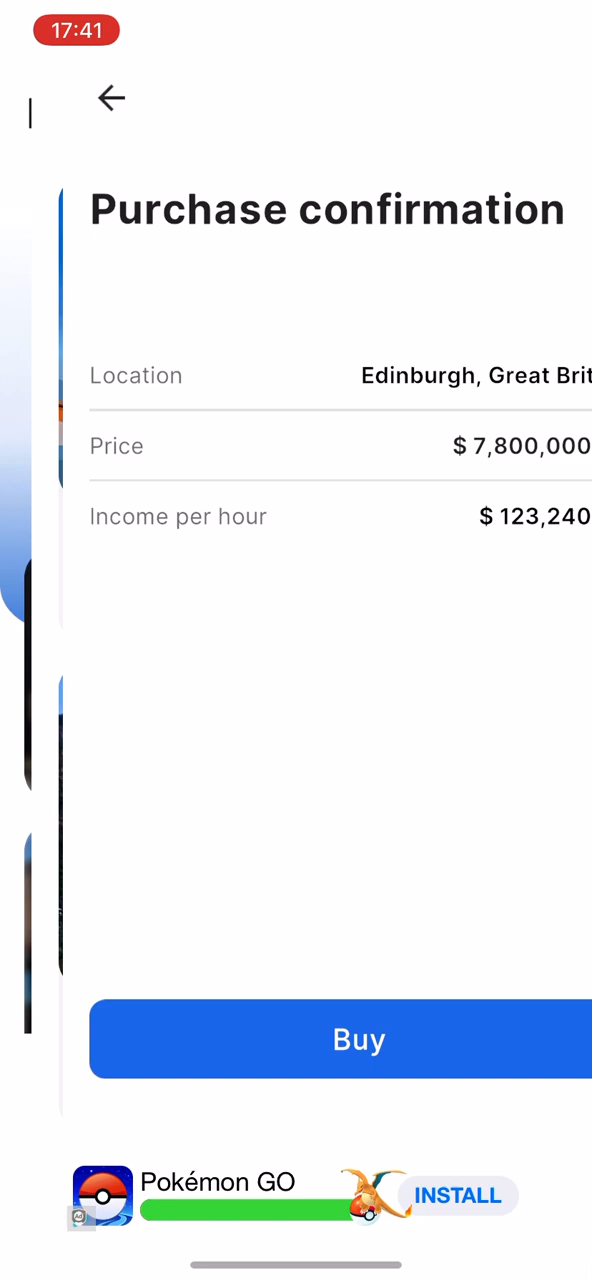 17:41
Purchase confirmation
Location Edinburgh, Great Brit
Price $ 7,800,000
Income per hour $ 123,240
Buy
Pokémon GO
INSTALL
Ad